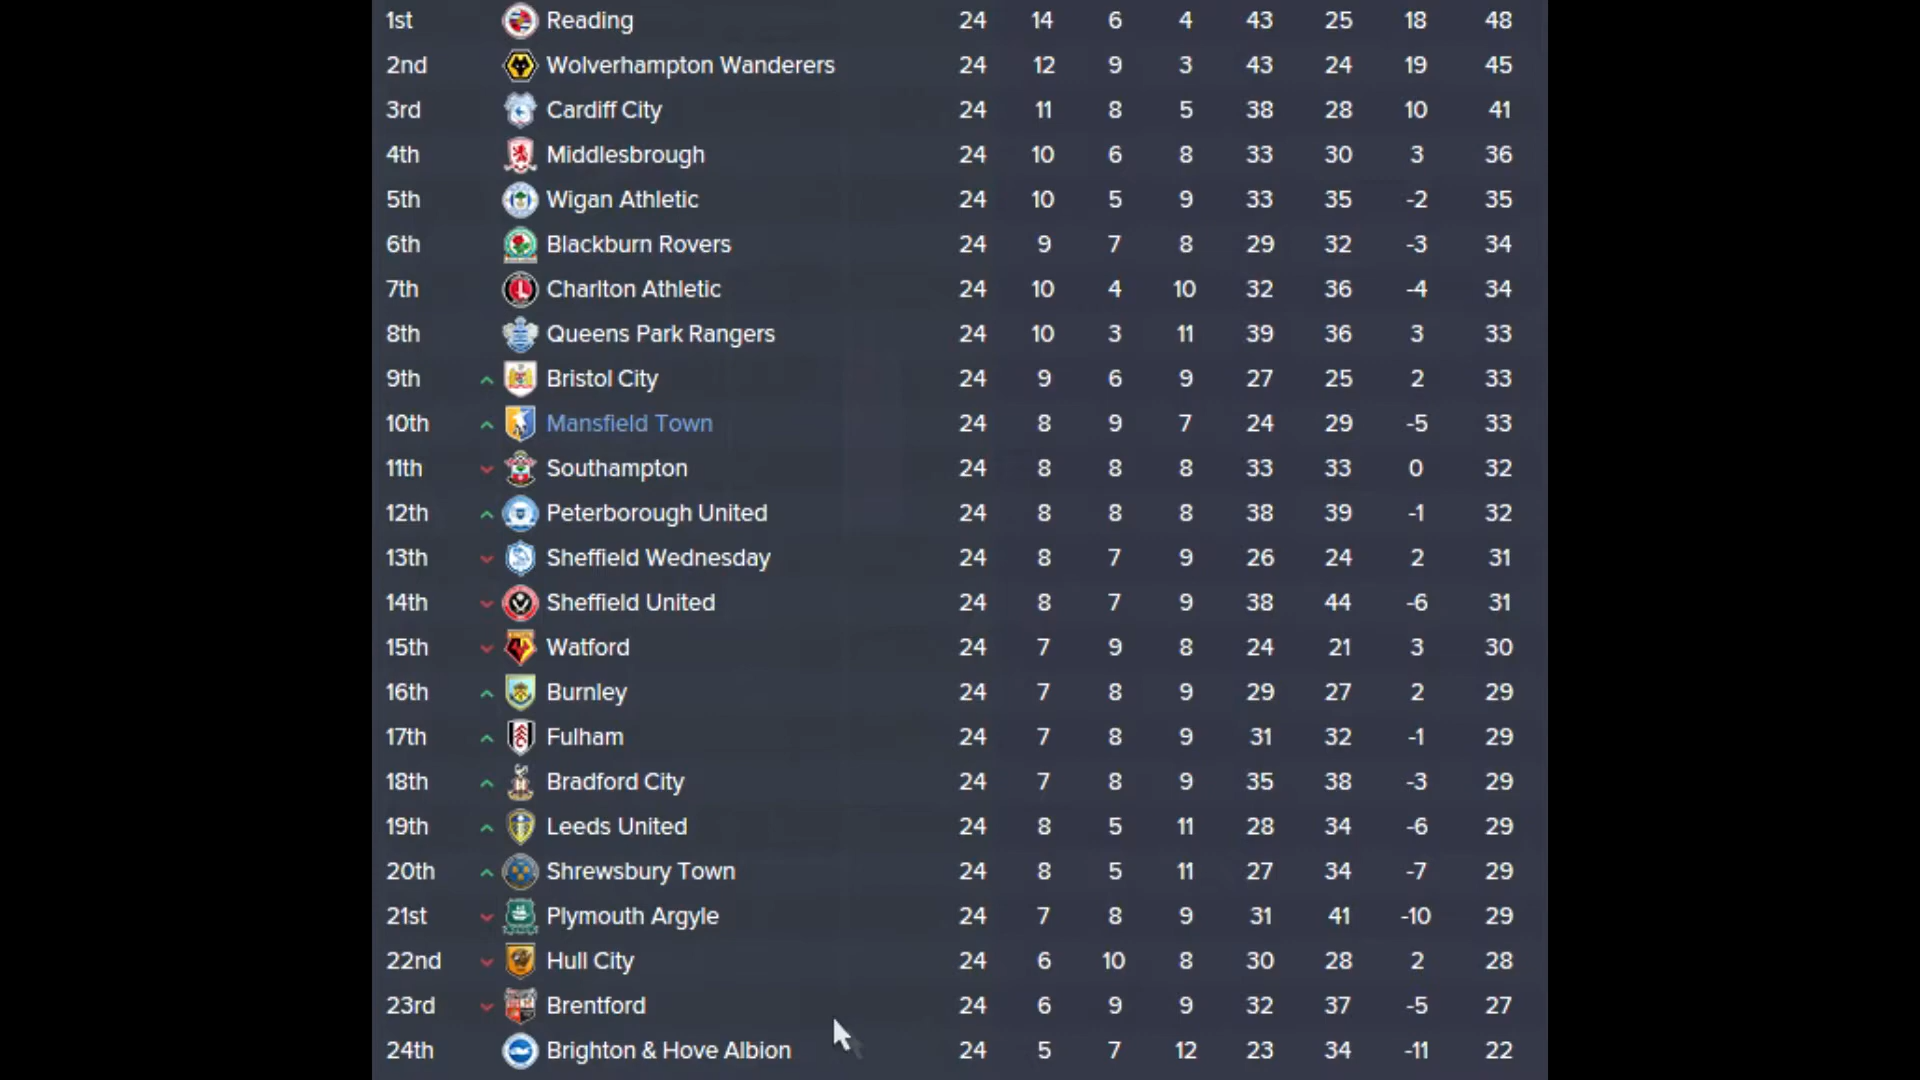 1st Reading 24 14 6 4 43 25 18 48
2nd Wolverhampton Wanderers 24 12 9 3 43 24 19 45
3rd Cardiff City 24 11 8 5 38 28 10 41
4th Middlesbrough 24 10 6 8 33 30 3 36
5th Wigan Athletic 24 10 5 9 33 35 -2 35
6th Blackburn Rovers 24 9 7 8 29 32 -3 34
7th Charlton Athletic 24 10 4 10 32 36 -4 34
8th Queens Park Rangers 24 10 3 11 39 36 3 33
9th Bristol City 24 9 6 9 27 25 2 33
10th Mansfield Town 24 8 9 7 24 29 -5 33
11th Southampton 24 8 8 8 33 33 0 32
12th Peterborough United 24 8 8 8 38 39 -1 32
13th Sheffield Wednesday 24 8 7 9 26 24 2 31
14th Sheffield United 24 8 7 9 38 44 -6 31
15th Watford 24 7 9 8 24 21 3 30
16th Burnley 24 7 8 9 29 27 2 29
17th Fulham 24 7 8 9 31 32 -1 29
18th Bradford City 24 7 8 9 35 38 -3 29
19th Leeds United 24 8 5 11 28 34 -6 29
20th Shrewsbury Town 24 8 5 11 27 34 -7 29
21st Plymouth Argyle 24 7 8 9 31 41 -10 29
22nd Hull City 24 6 10 8 30 28 2 28
23rd Brentford 24 6 9 9 32 37 -5 27
24th Brighton & Hove Albion 24 5 7 12 23 34 -11 22